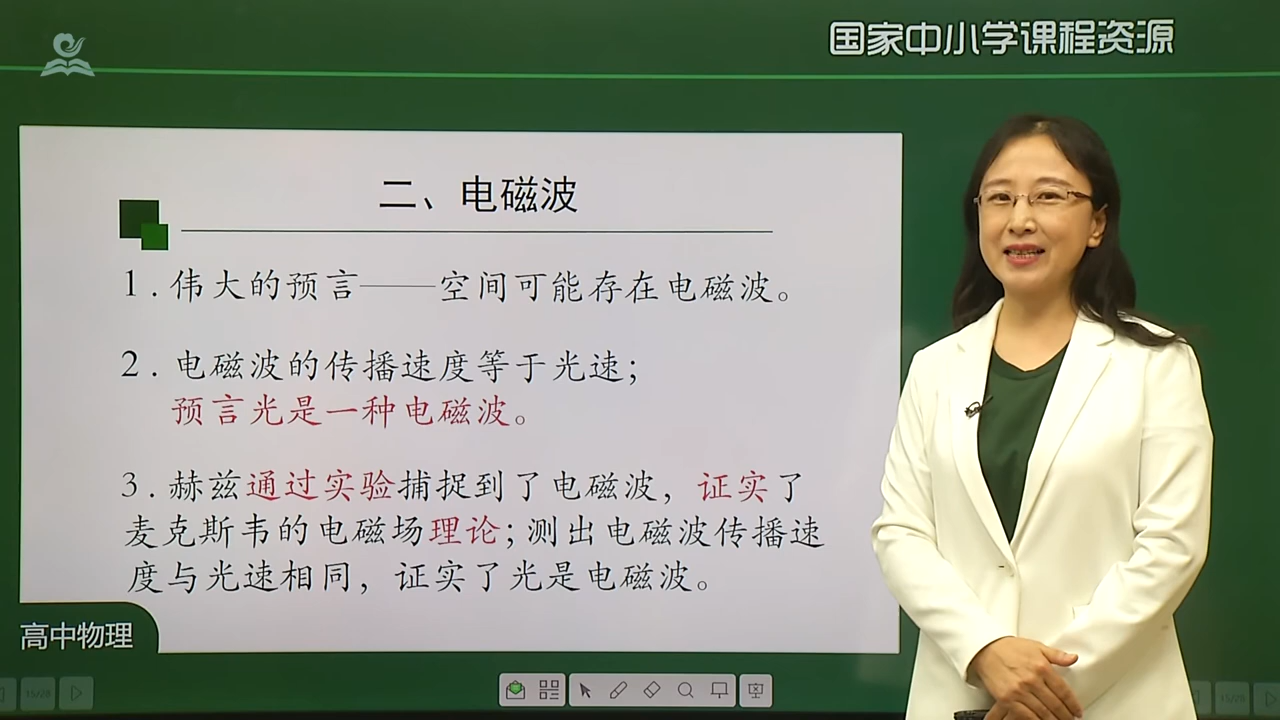 国家中小学课程资源
二、电磁波
1.伟大的预言——空间可能存在电磁波。
2.电磁波的传播速度等于光速;
预言光是一种电磁波。
3.赫兹通过实验捕捉到了电磁波,证实了
麦克斯韦的电磁场理论;测出电磁波传播速
度与光速相同,证实了光是电磁波。
高中物理